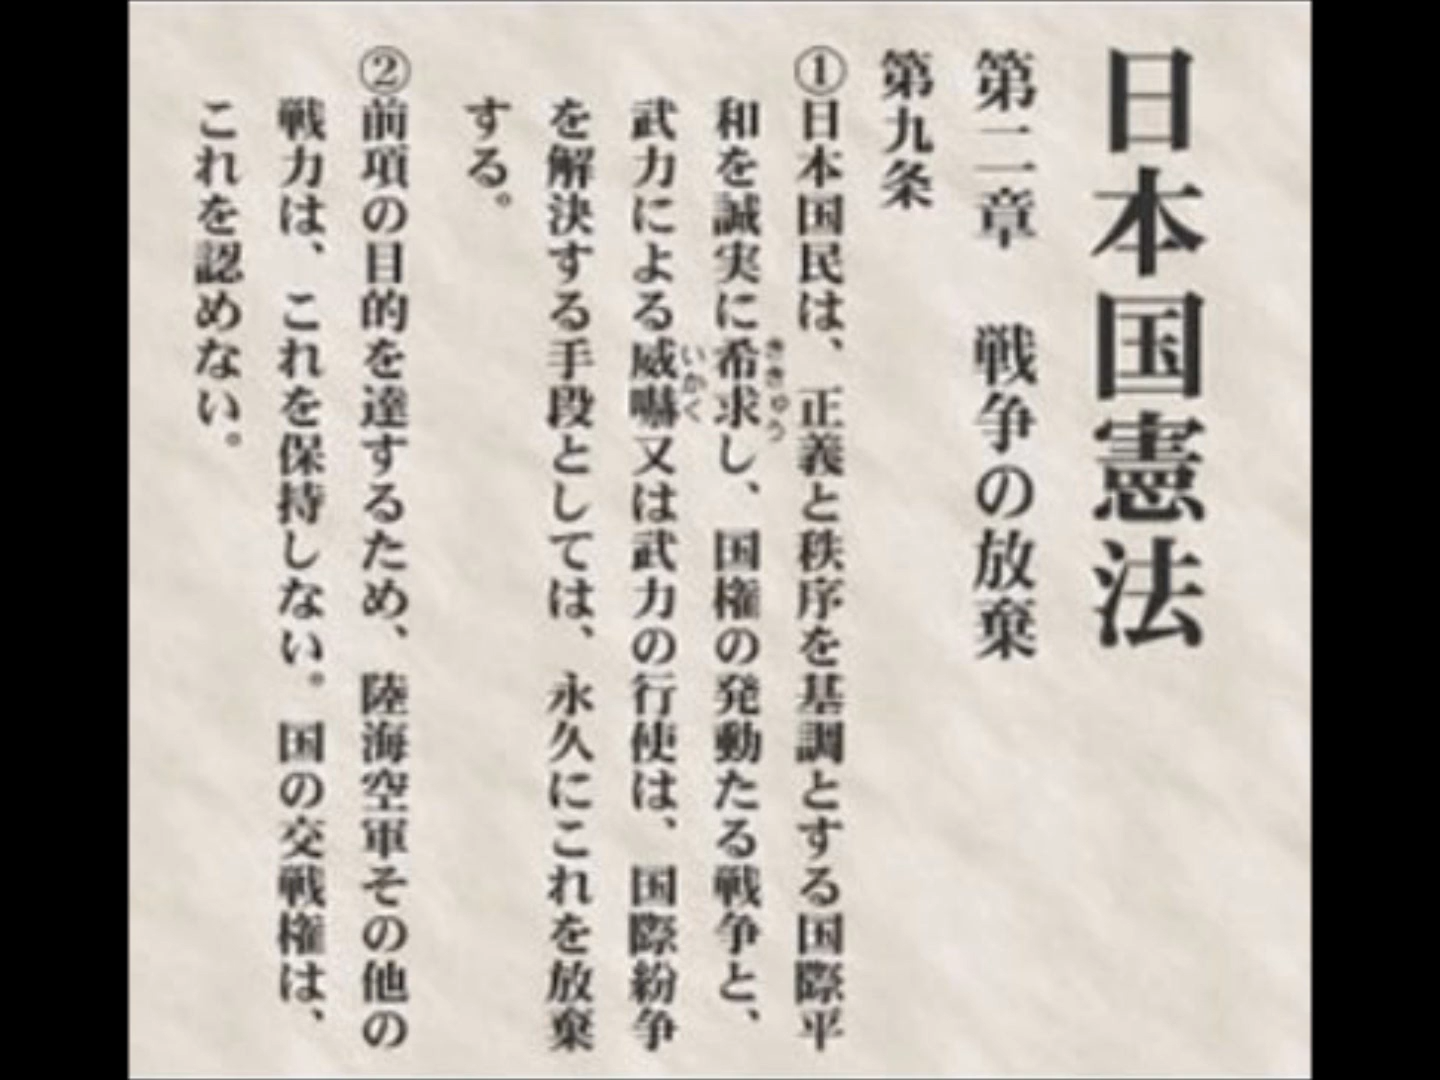 日本国憲法
第二章　戦争の放棄
第九条
①日本国民は、正義と秩序を基調とする国際平
和を誠実に希求し、国権の発動たる戦争と、
ききゅう
武力による威嚇又は武力の行使は、国際紛争
いかく
を解決する手段としては、永久にこれを放棄
する。
②前項の目的を達するため、陸海空軍その他の
戦力は、これを保持しない。国の交戦権は、
これを認めない。